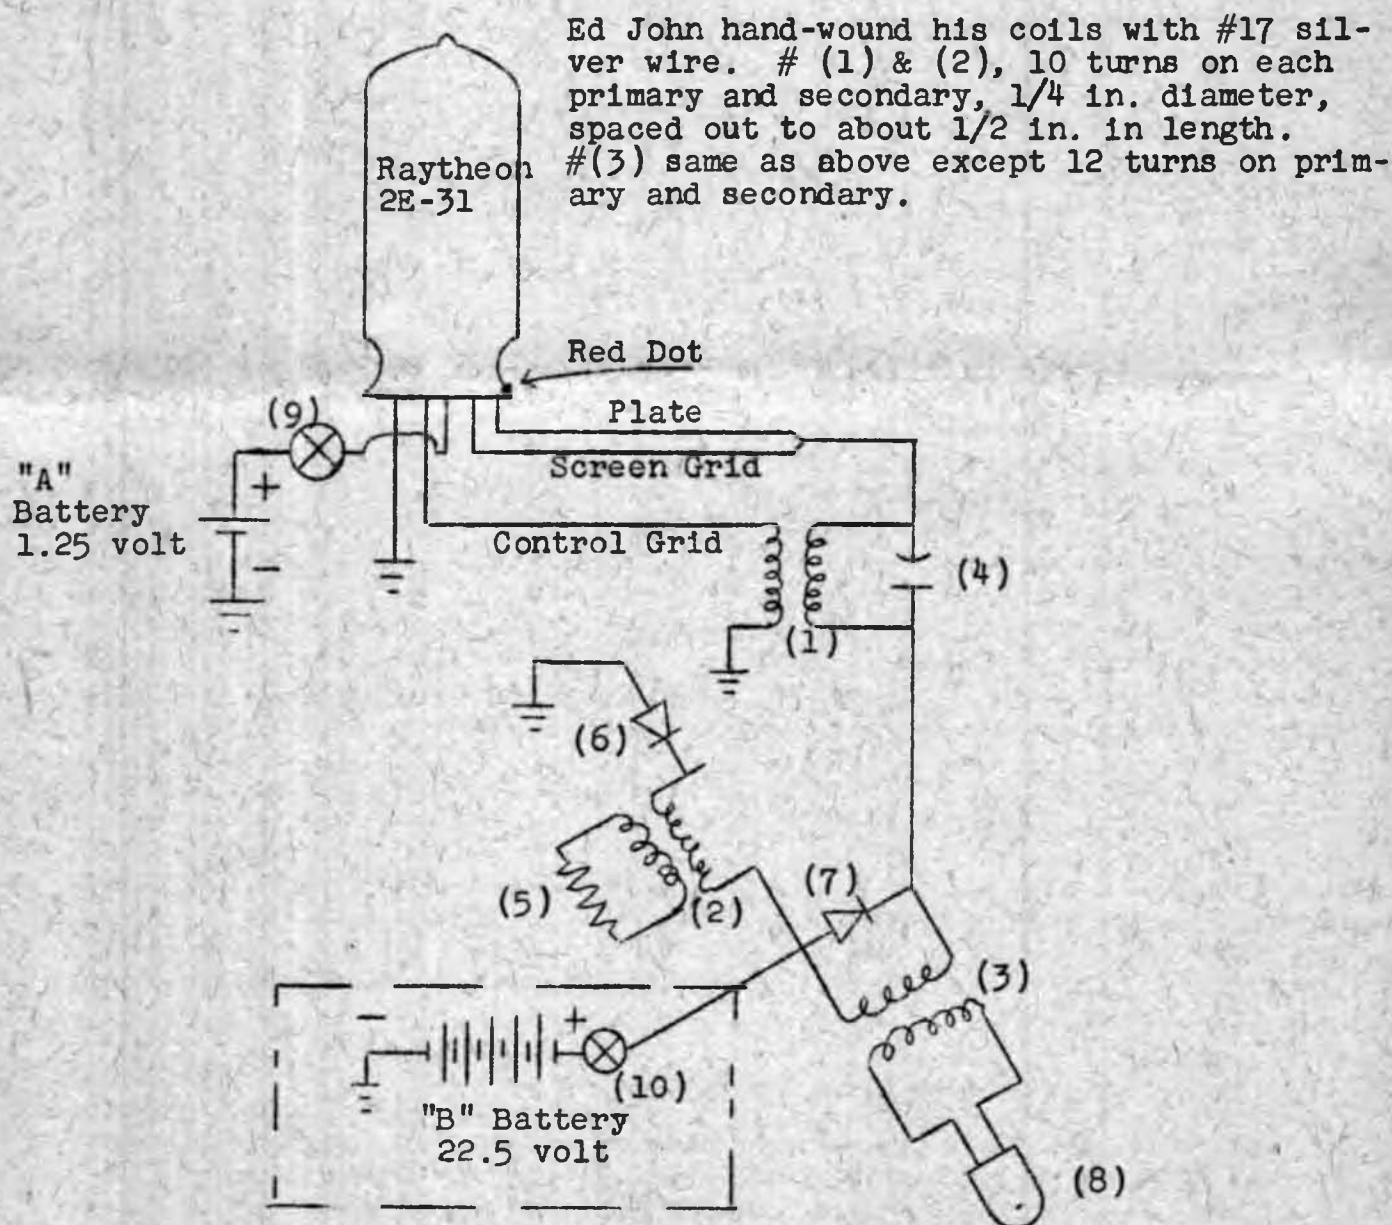 Ed John hand-wound his coils with #17 sil-
ver wire. # (1) & (2), 10 turns on each
primary and secondary, 1/4 in. diameter,
spaced out to about 1/2 in. in length.
#(3) same as above except 12 turns on prim-
ary and secondary.
Raytheon
2E-31
Red Dot
(9)
Plate
Screen Grid
"A"
Battery
1.25 volt
+
-
Control Grid
(4)
(1)
(6)
(7)
(5)
(2)
(3)
-
+
(10)
"B" Battery
22.5 volt
(8)